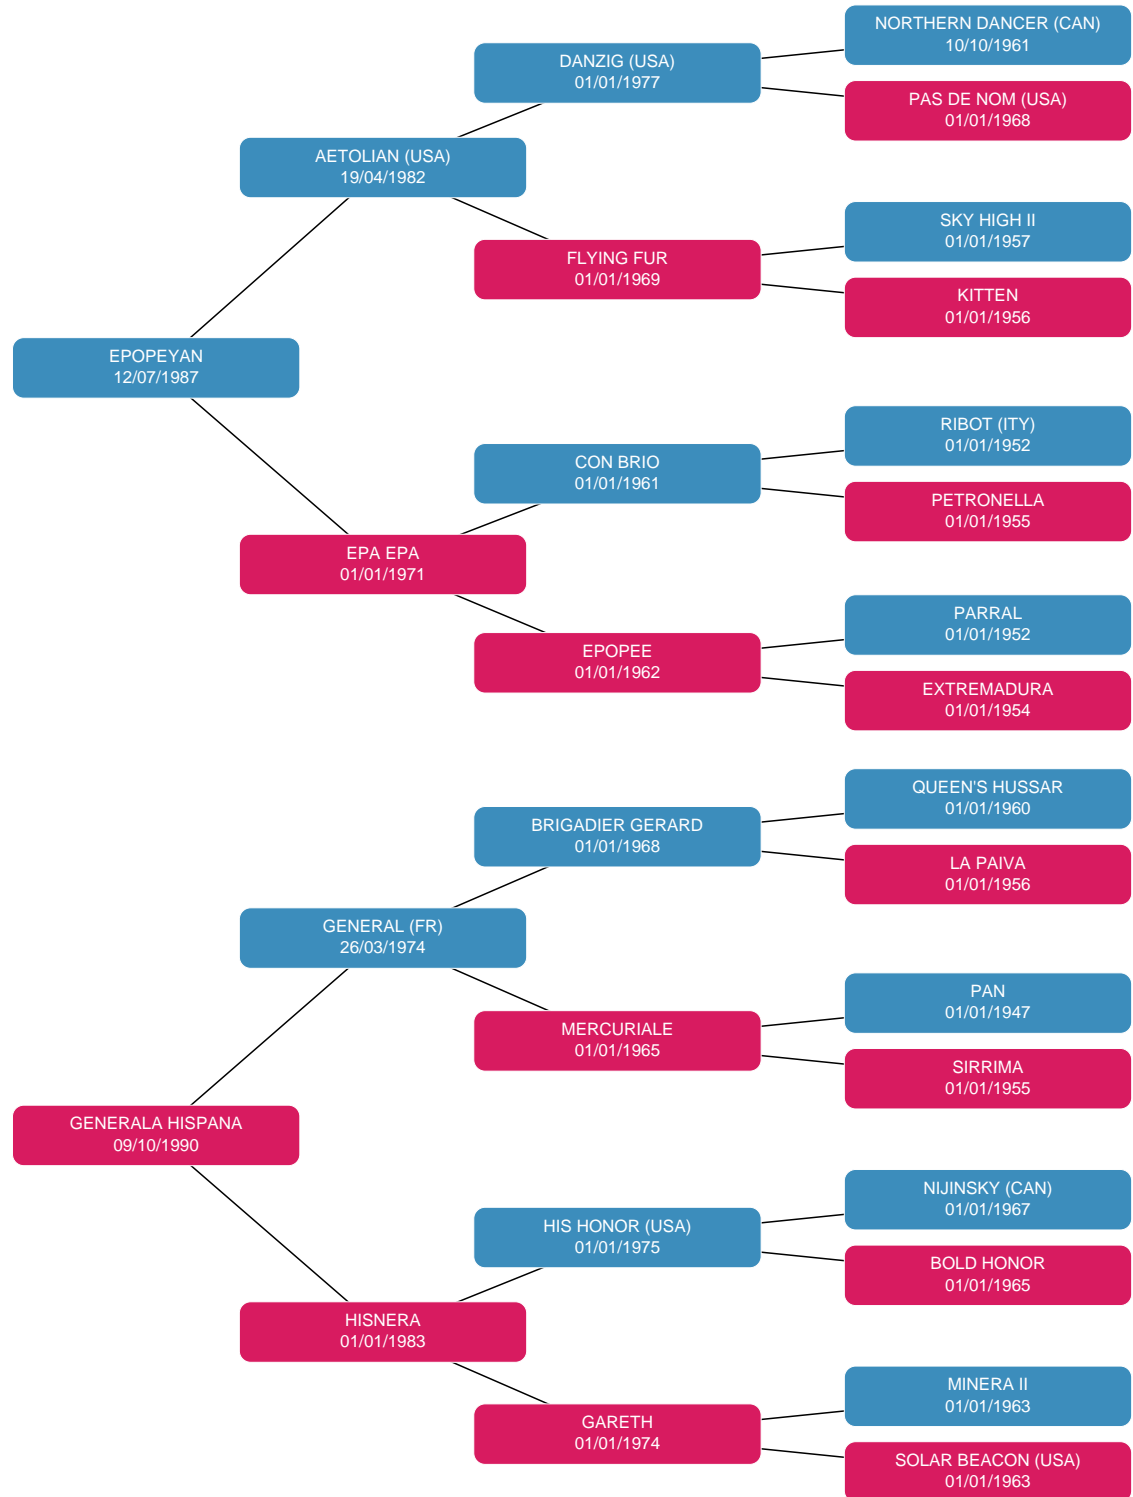 NORTHERN DANCER (CAN)
10/10/1961
DANZIG (USA)
01/01/1977
PAS DE NOM (USA)
01/01/1968
AETOLIAN (USA)
19/04/1982
SKY HIGH II
01/01/1957
FLYING FUR
01/01/1969
KITTEN
01/01/1956
EPOPEYAN
12/07/1987
RIBOT (ITY)
01/01/1952
CON BRIO
01/01/1961
PETRONELLA
01/01/1955
EPA EPA
01/01/1971
PARRAL
01/01/1952
EPOPEE
01/01/1962
EXTREMADURA
01/01/1954
QUEEN'S HUSSAR
01/01/1960
BRIGADIER GERARD
01/01/1968
LA PAIVA
01/01/1956
GENERAL (FR)
26/03/1974
PAN
01/01/1947
MERCURIALE
01/01/1965
SIRRIMA
01/01/1955
GENERALA HISPANA
09/10/1990
NIJINSKY (CAN)
01/01/1967
HIS HONOR (USA)
01/01/1975
BOLD HONOR
01/01/1965
HISNERA
01/01/1983
MINERA II
01/01/1963
GARETH
01/01/1974
SOLAR BEACON (USA)
01/01/1963